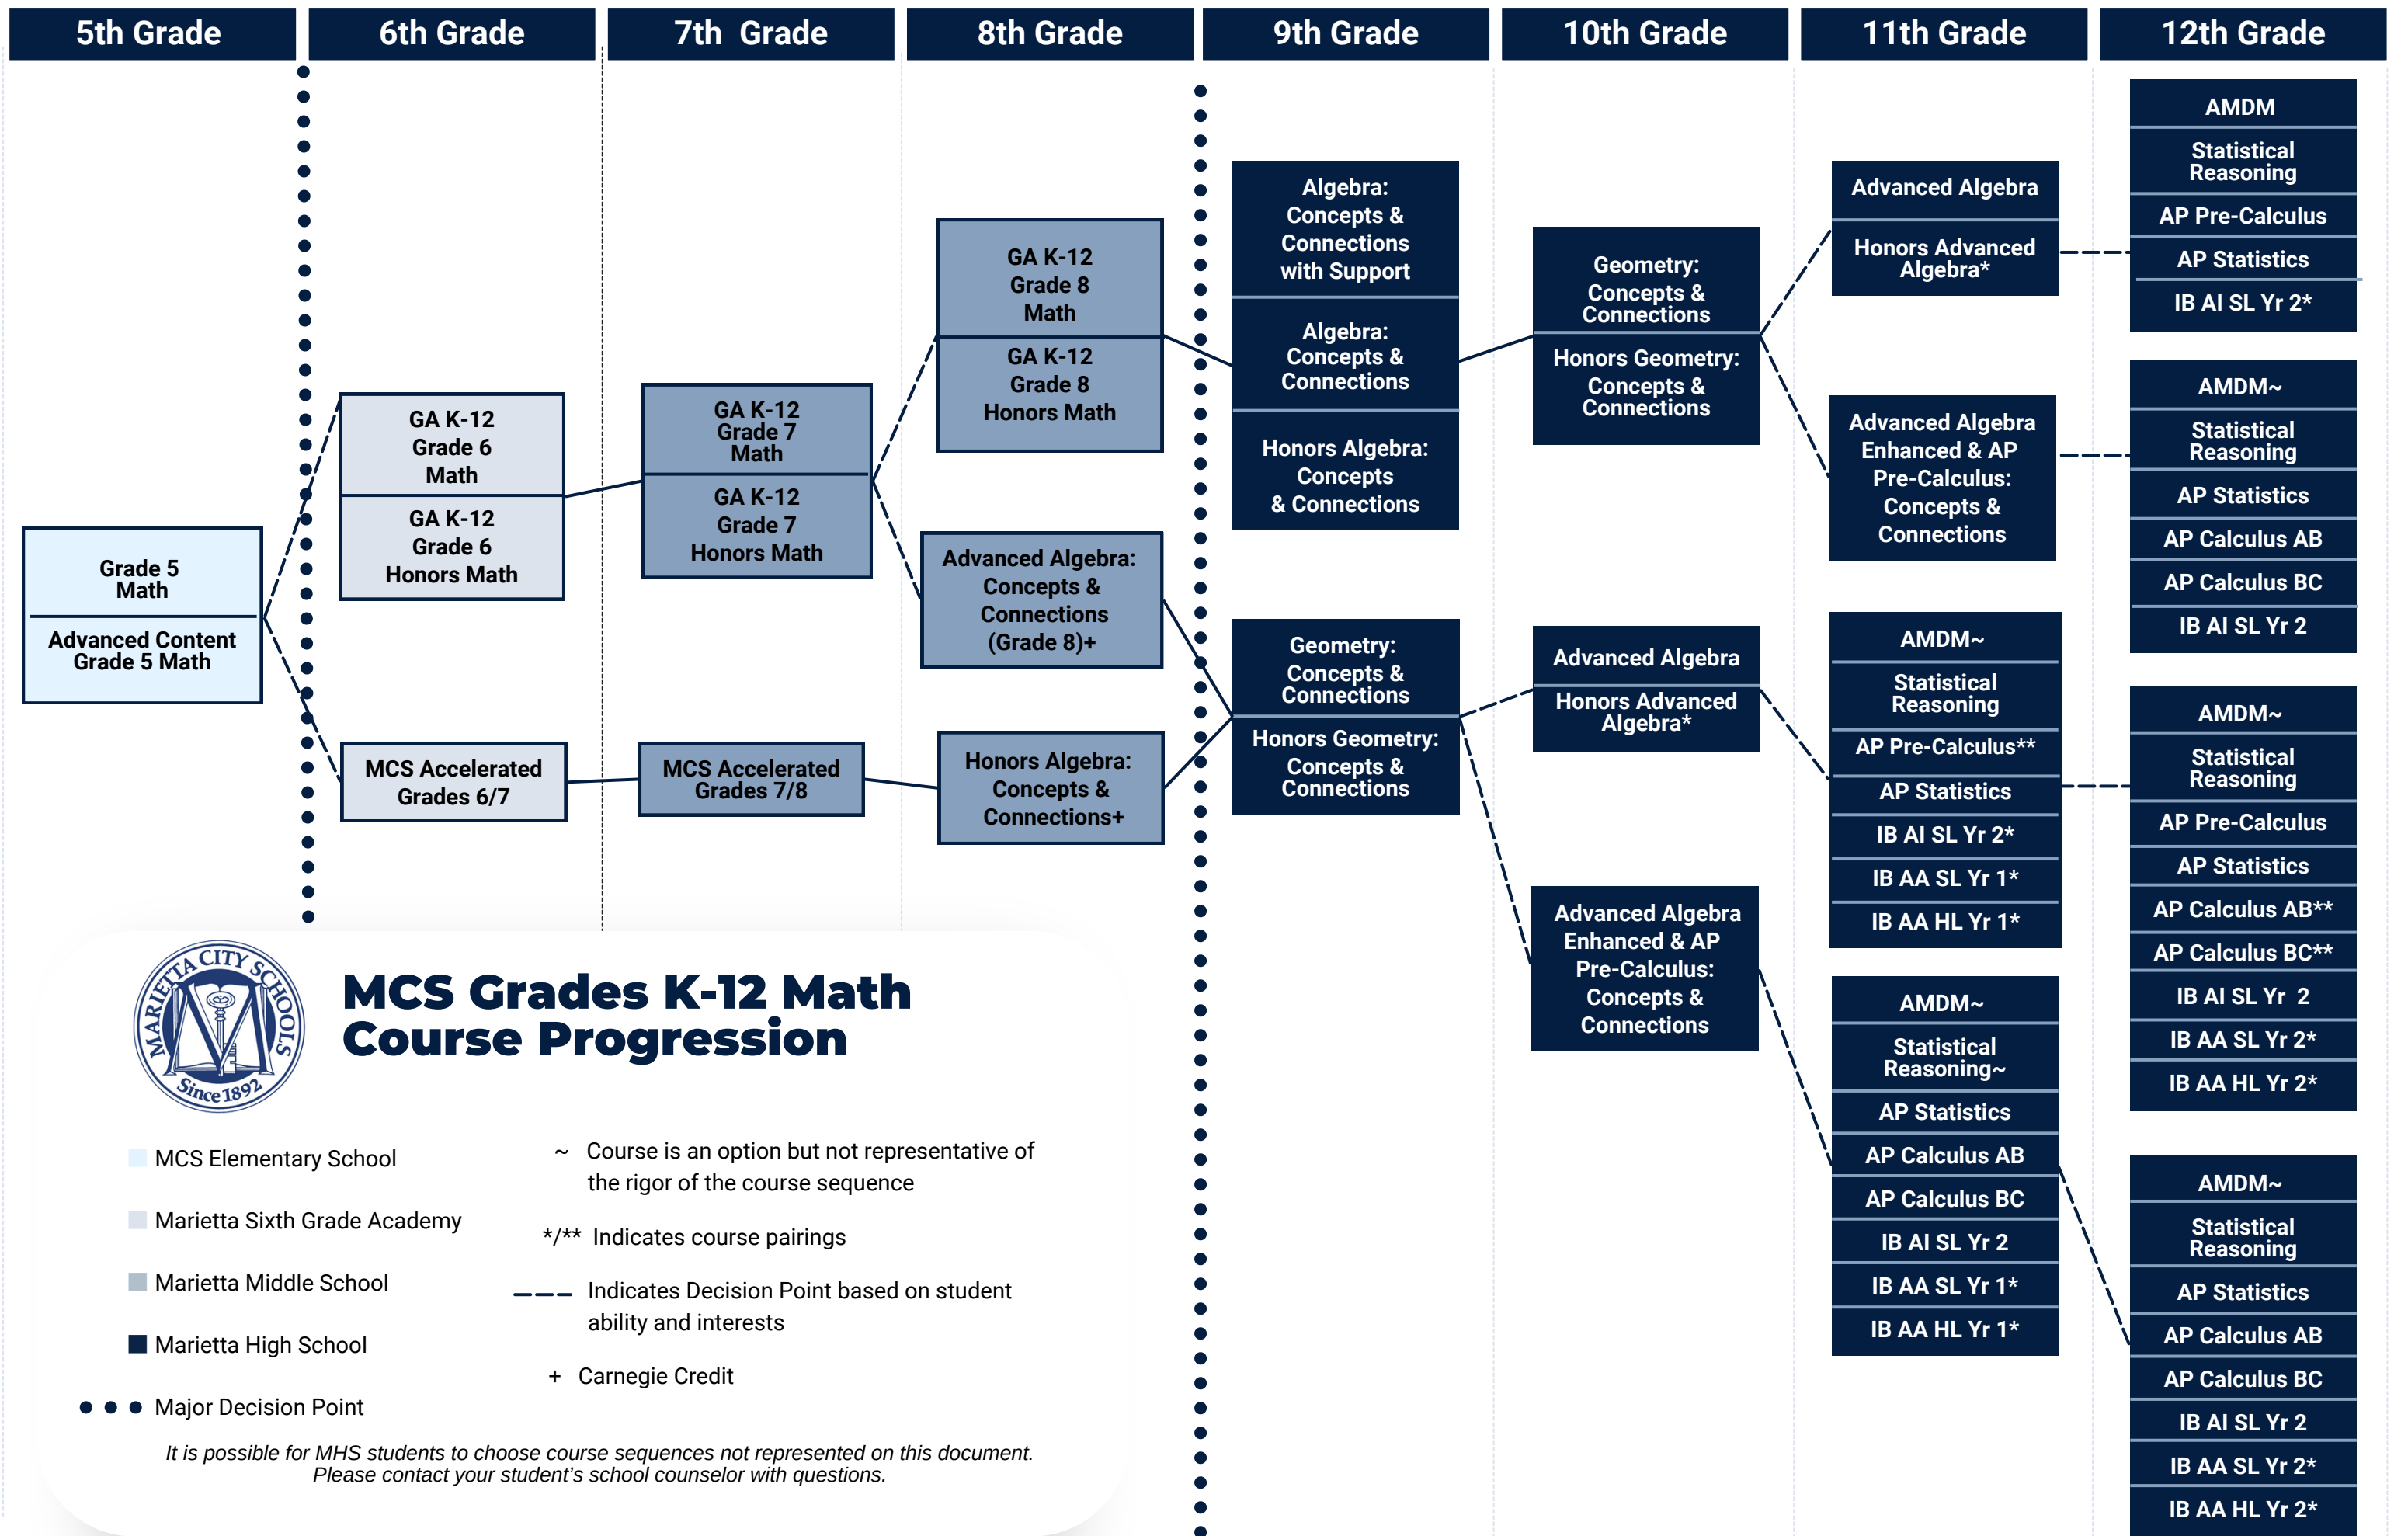 5th Grade
6th Grade
7th  Grade
8th Grade
9th Grade
10th Grade
11th Grade
12th Grade
Grade 5
Math
Advanced Content
Grade 5 Math
GA K-12
Grade 6
Math
GA K-12
Grade 6
Honors Math
MCS Accelerated
Grades 6/7
GA K-12
Grade 7
Math
GA K-12
Grade 7
Honors Math
MCS Accelerated
Grades 7/8
GA K-12
Grade 8
Math
GA K-12
Grade 8
Honors Math
Advanced Algebra:
Concepts &
Connections
(Grade 8)+
Honors Algebra:
Concepts &
Connections+
Algebra:
Concepts &
Connections
with Support
Algebra:
Concepts &
Connections
Honors Algebra:
Concepts
& Connections
Geometry:
Concepts &
Connections
Honors Geometry:
Concepts &
Connections
Geometry:
Concepts &
Connections
Honors Geometry:
Concepts &
Connections
Advanced Algebra
Honors Advanced
Algebra*
Advanced Algebra
Enhanced & AP
Pre-Calculus:
Concepts &
Connections
Advanced Algebra
Honors Advanced
Algebra*
Advanced Algebra
Enhanced & AP
Pre-Calculus:
Concepts &
Connections
AMDM~
Statistical
Reasoning
AP Pre-Calculus**
AP Statistics
IB AI SL Yr 2*
IB AA SL Yr 1*
IB AA HL Yr 1*
AMDM~
Statistical
Reasoning~
AP Statistics
AP Calculus AB
AP Calculus BC
IB AI SL Yr 2
IB AA SL Yr 1*
IB AA HL Yr 1*
AMDM
Statistical
Reasoning
AP Pre-Calculus
AP Statistics
IB AI SL Yr 2*
AMDM~
Statistical
Reasoning
AP Statistics
AP Calculus AB
AP Calculus BC
IB AI SL Yr 2
AMDM~
Statistical
Reasoning
AP Pre-Calculus
AP Statistics
AP Calculus AB**
AP Calculus BC**
IB AI SL Yr  2
IB AA SL Yr 2*
IB AA HL Yr 2*
AMDM~
Statistical
Reasoning
AP Statistics
AP Calculus AB
AP Calculus BC
IB AI SL Yr 2
IB AA SL Yr 2*
IB AA HL Yr 2*
MARIETTA CITY SCHOOLS
Since 1892
MCS Grades K-12 Math
Course Progression
MCS Elementary School
Marietta Sixth Grade Academy
Marietta Middle School
Marietta High School
Major Decision Point
~ Course is an option but not representative of
the rigor of the course sequence
*/** Indicates course pairings
Indicates Decision Point based on student
ability and interests
+ Carnegie Credit
It is possible for MHS students to choose course sequences not represented on this document.
Please contact your student's school counselor with questions.